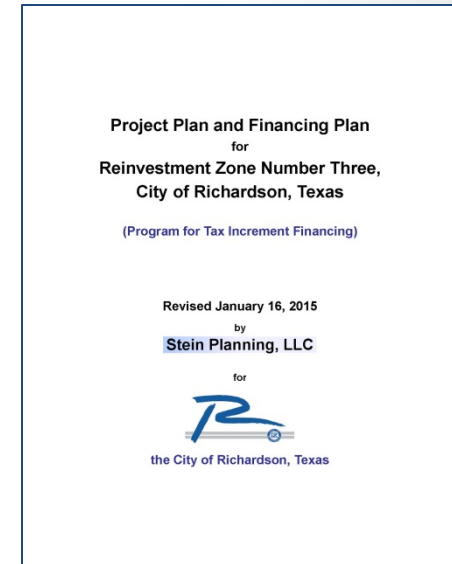 Project Plan and Financing Plan
for
Reinvestment Zone Number Three,
City of Richardson, Texas
(Program for Tax Increment Financing)
Revised January 16, 2015
by
Stein Planning, LLC
for
R
the City of Richardson, Texas